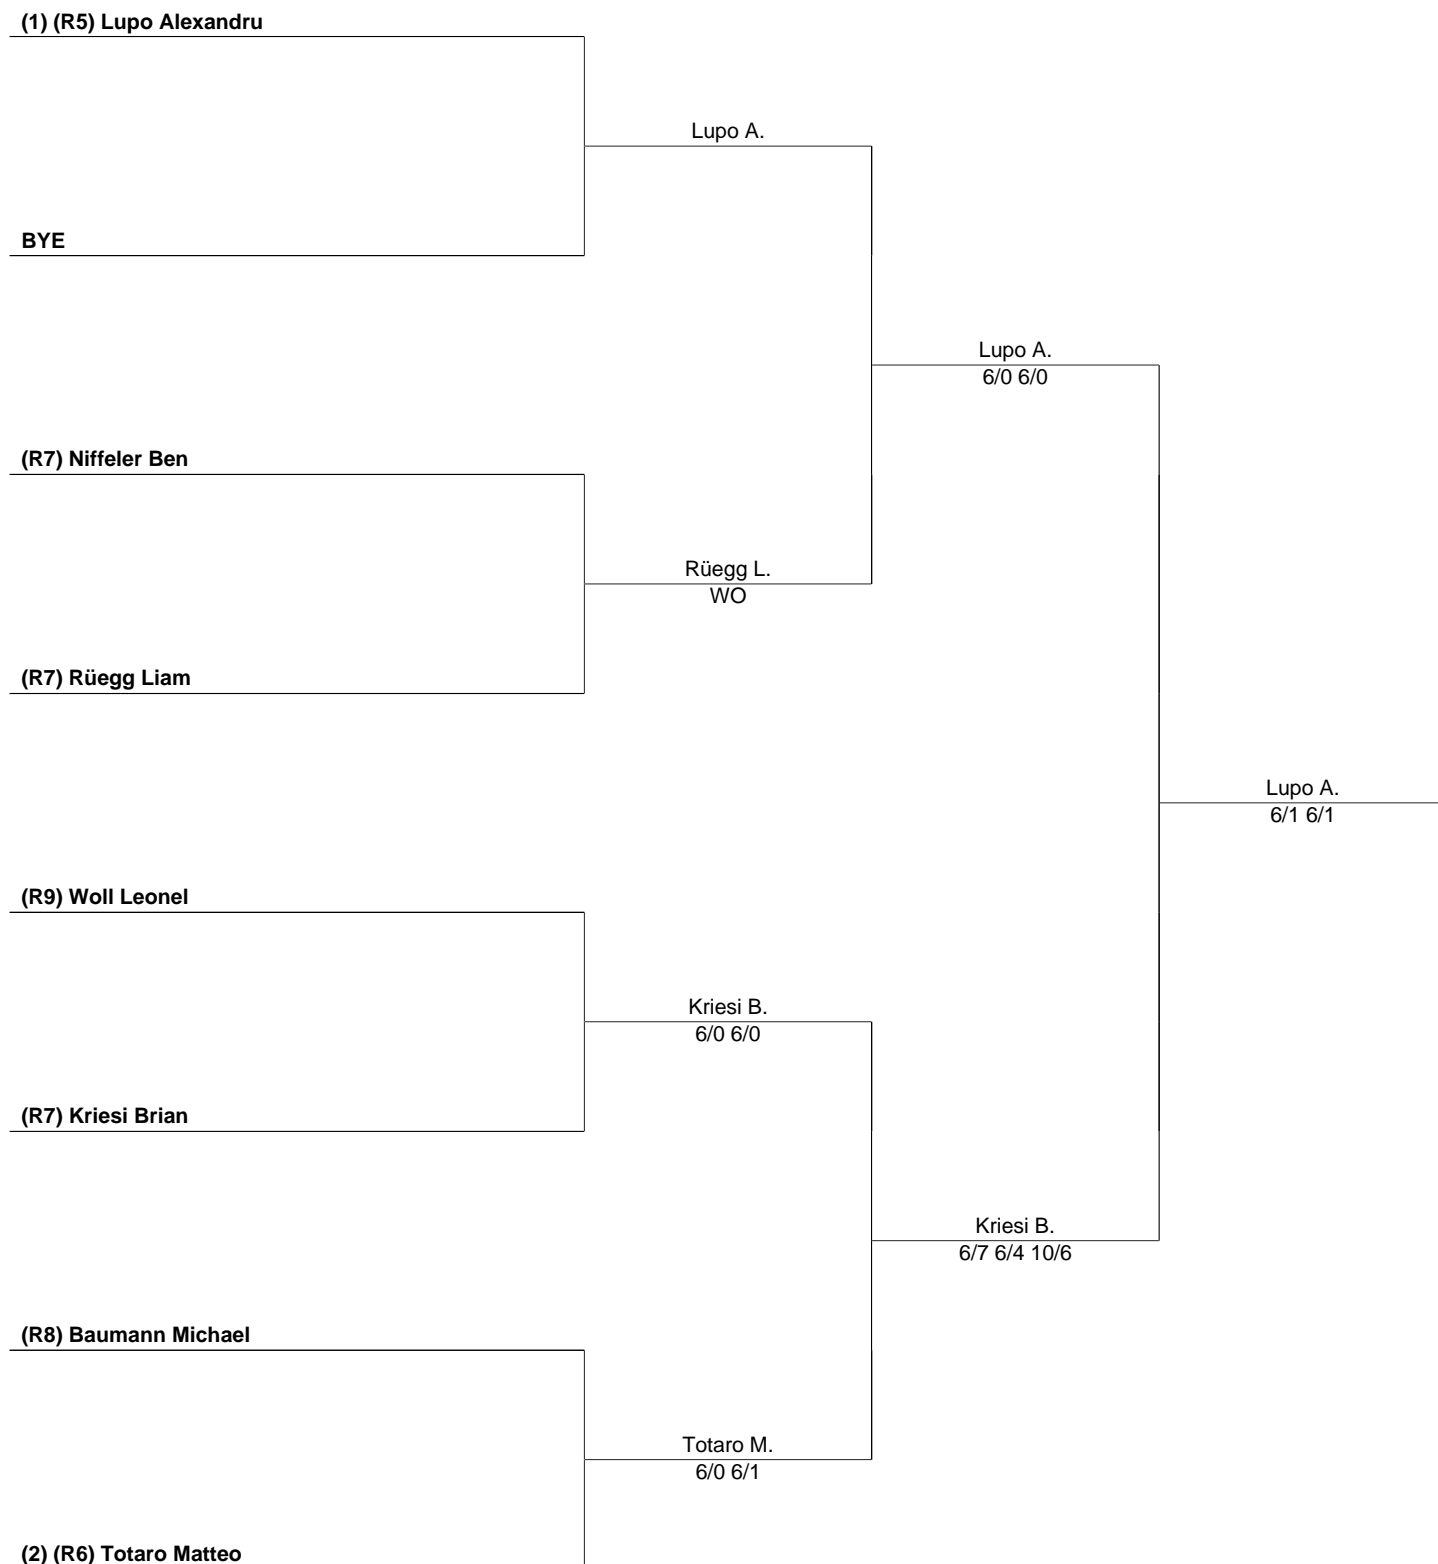 (1) (R5) Lupo Alexandru
Lupo A.
BYE
Lupo A.
6/0 6/0
(R7) Niffeler Ben
Rüegg L.
WO
(R7) Rüegg Liam
Lupo A.
6/1 6/1
(R9) Woll Leonel
Kriesi B.
6/0 6/0
(R7) Kriesi Brian
Kriesi B.
6/7 6/4 10/6
(R8) Baumann Michael
Totaro M.
6/0 6/1
(2) (R6) Totaro Matteo